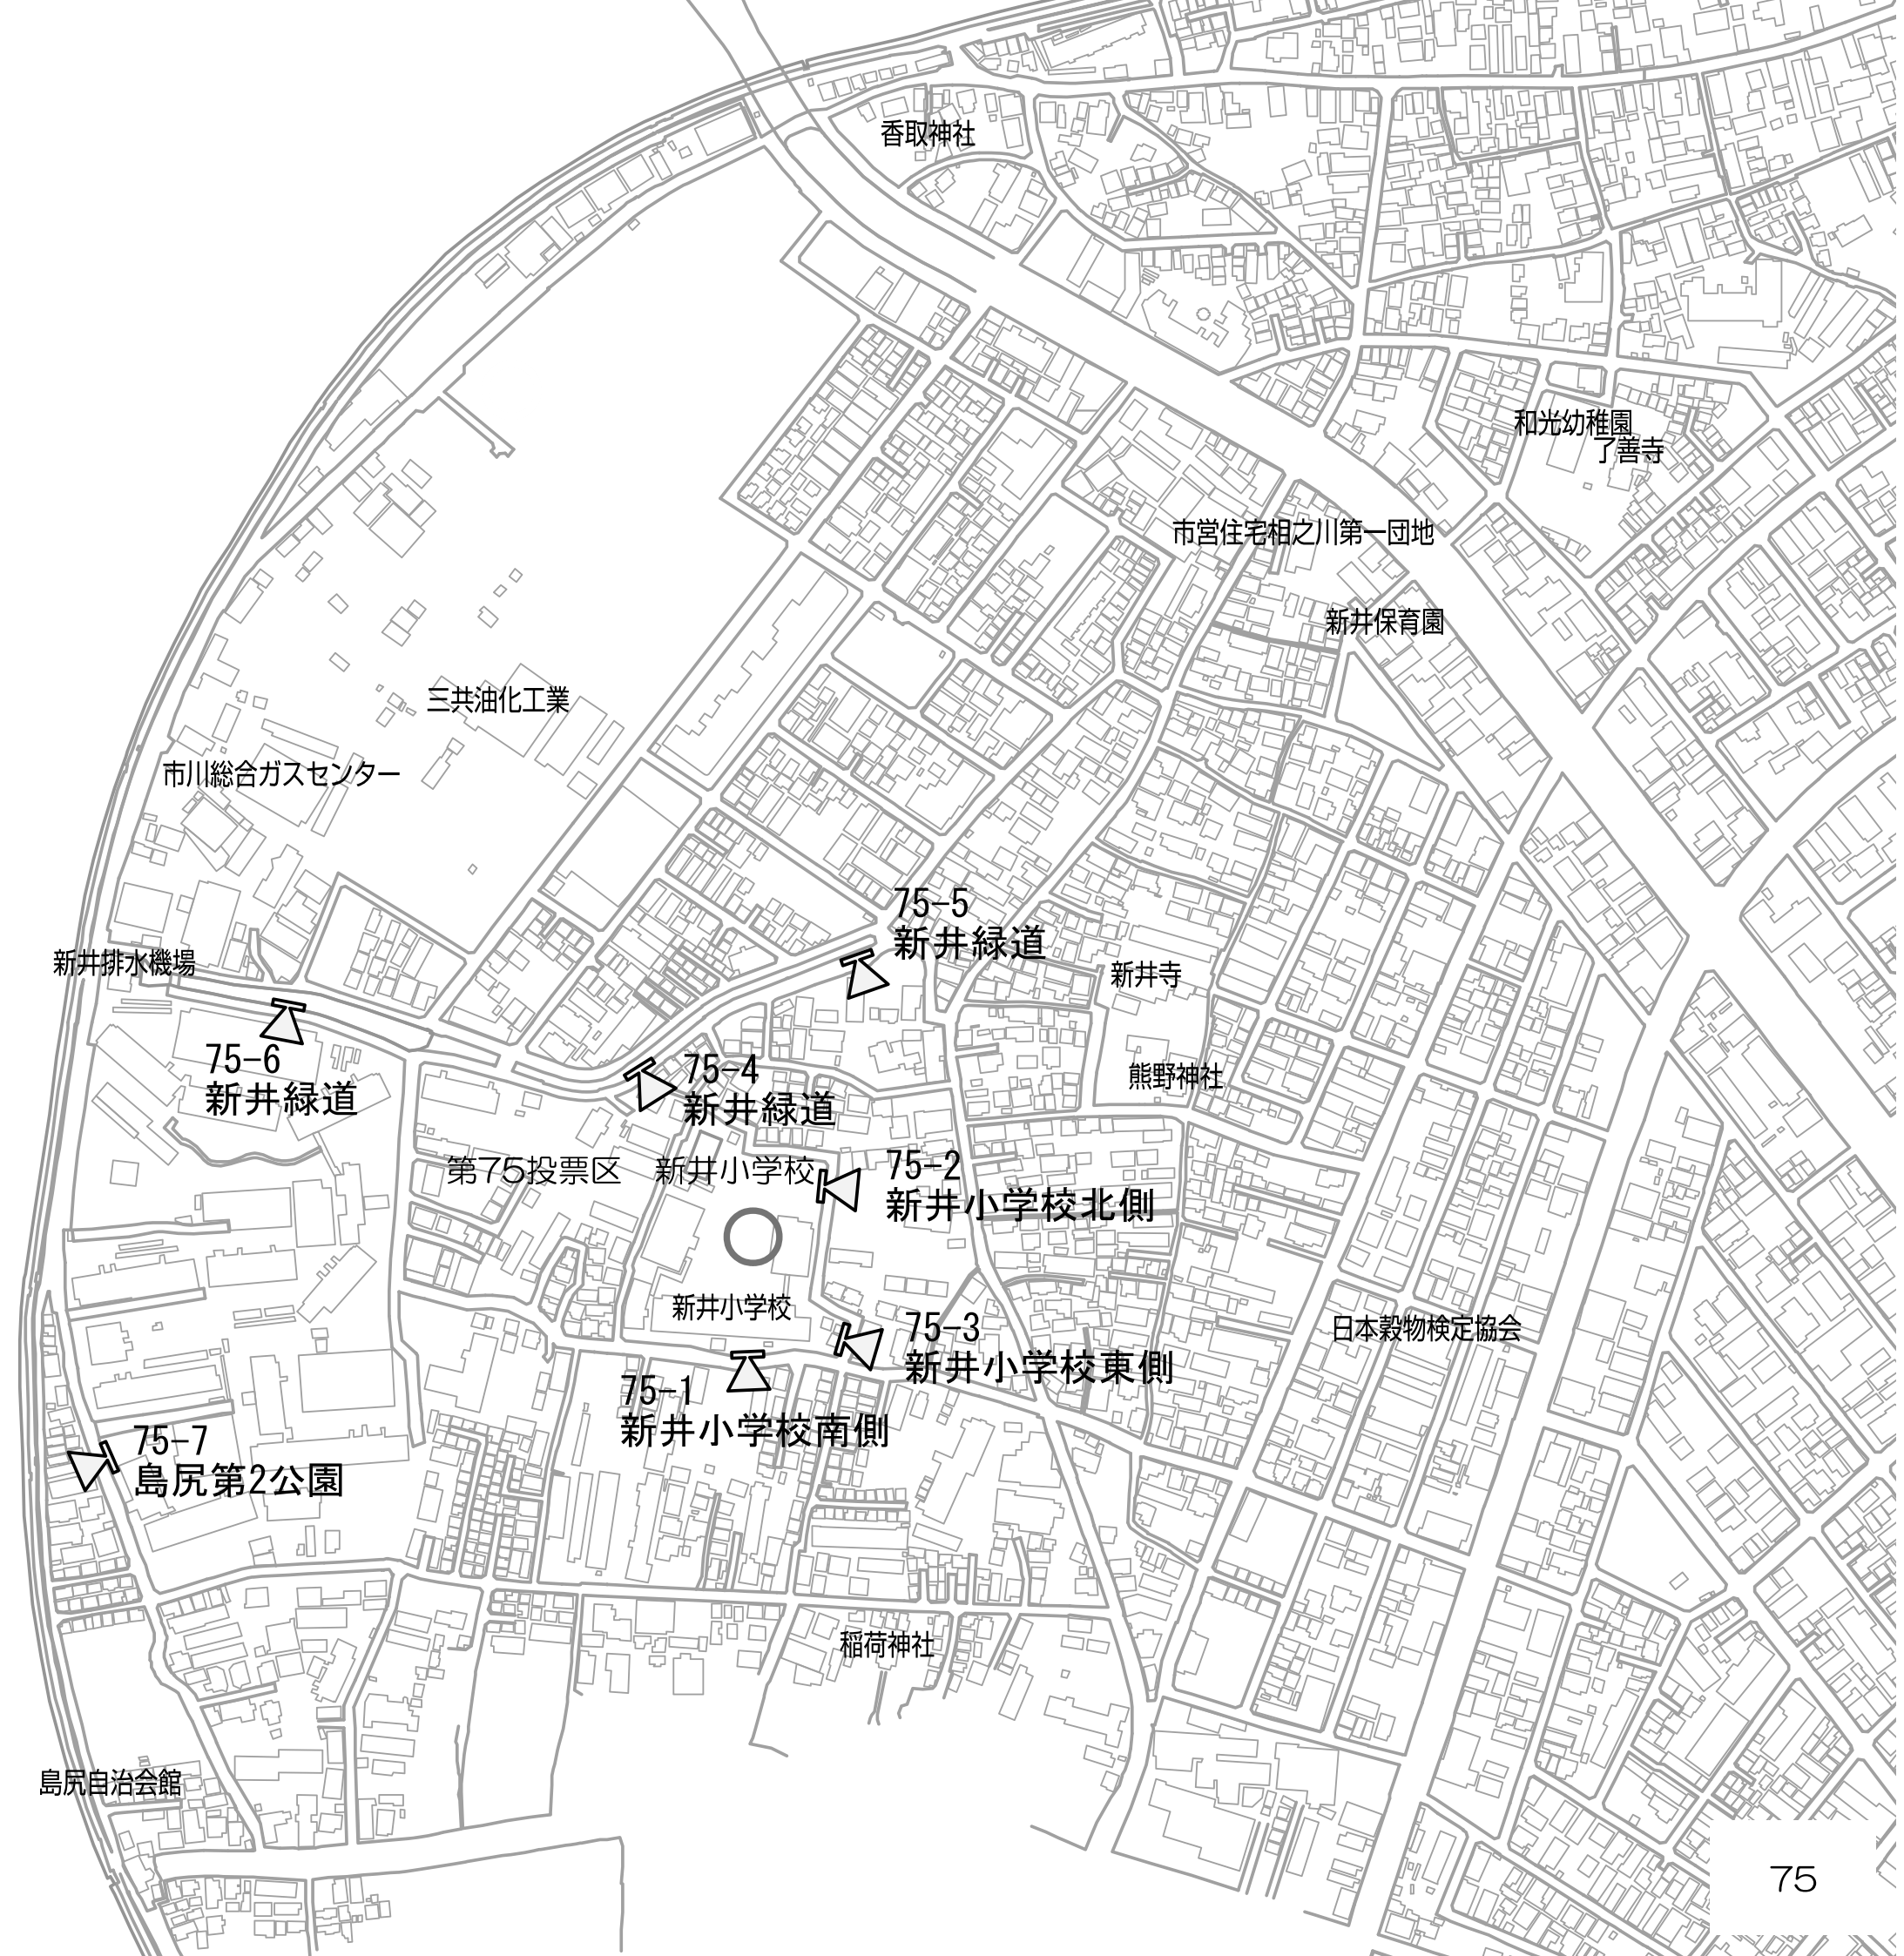 香取神社
和光幼稚園
了善寺
市営住宅相之川第一団地
新井保育園
三共油化工業
市川総合ガスセンター
75-5
新井緑道
新井排水機場
新井寺
75-6
新井緑道
75-4
新井緑道
熊野神社
第75投票区 新井小学校
75-2
新井小学校北側
新井小学校
75-3
新井小学校東側
日本穀物検定協会
75-1
新井小学校南側
75-7
島尻第2公園
稲荷神社
島尻自治会館
75